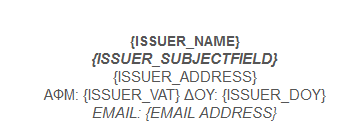 {ISSUER_NAME}
{ISSUER_SUBJECTFIELD}
{ISSUER_ADDRESS}
ΑΦΜ: {ISSUER_VAT} ΔΟΥ: {ISSUER_DOY}
EMAIL: {EMAIL ADDRESS}